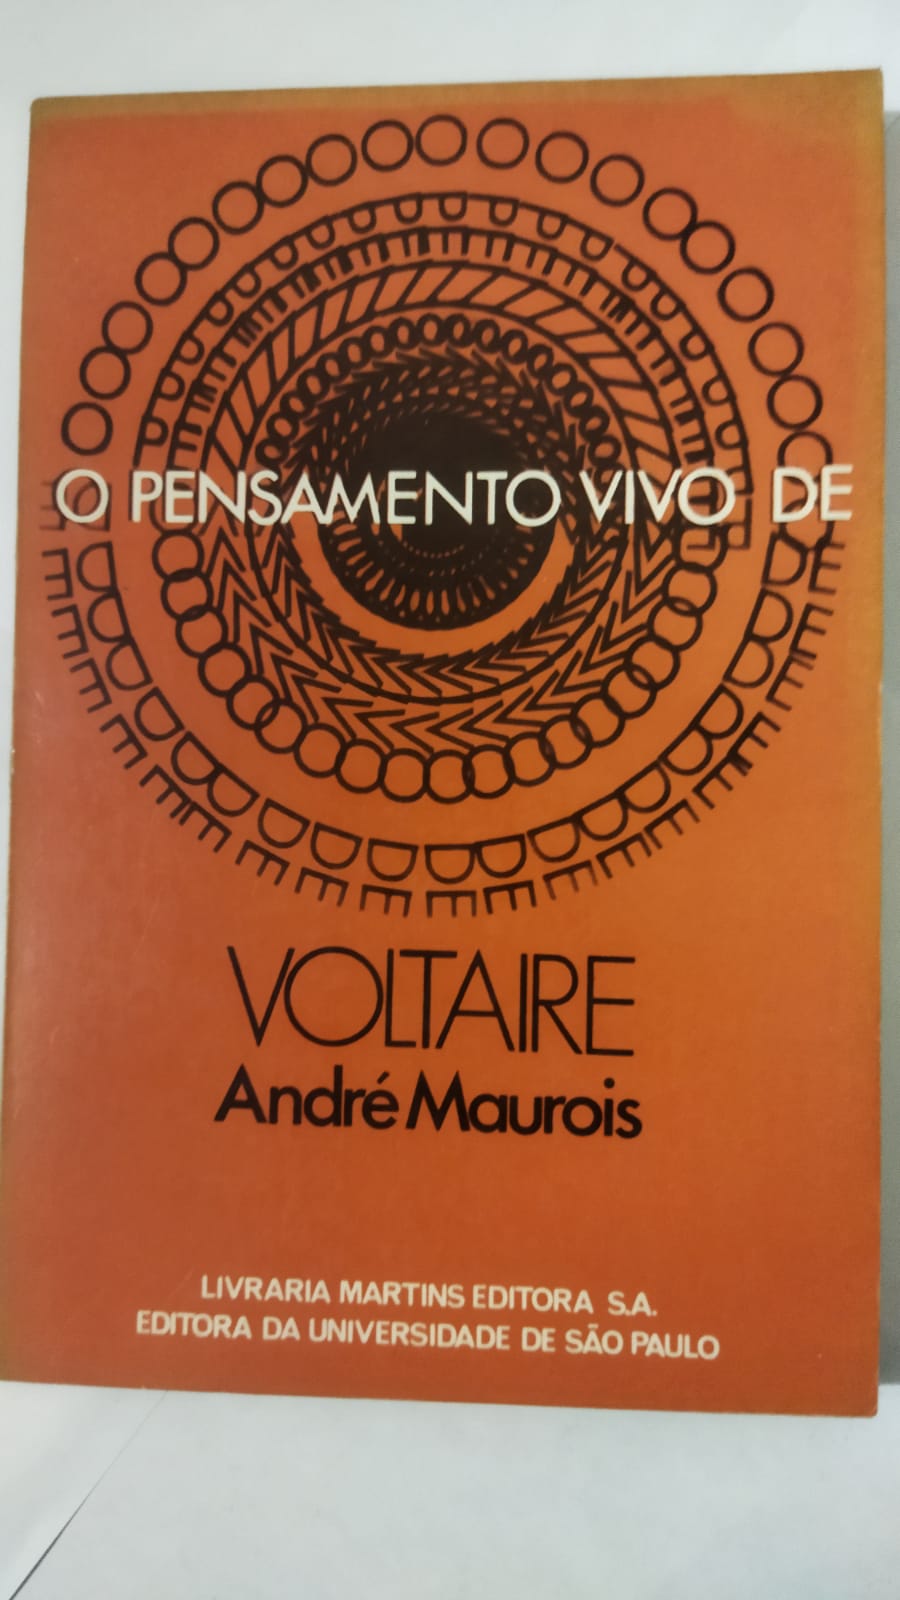 O PENSAMENTO VIVO DE
VOLTAIRE
André Maurois
LIVRARIA MARTINS EDITORA S.A.
EDITORA DA UNIVERSIDADE DE SÃO PAULO